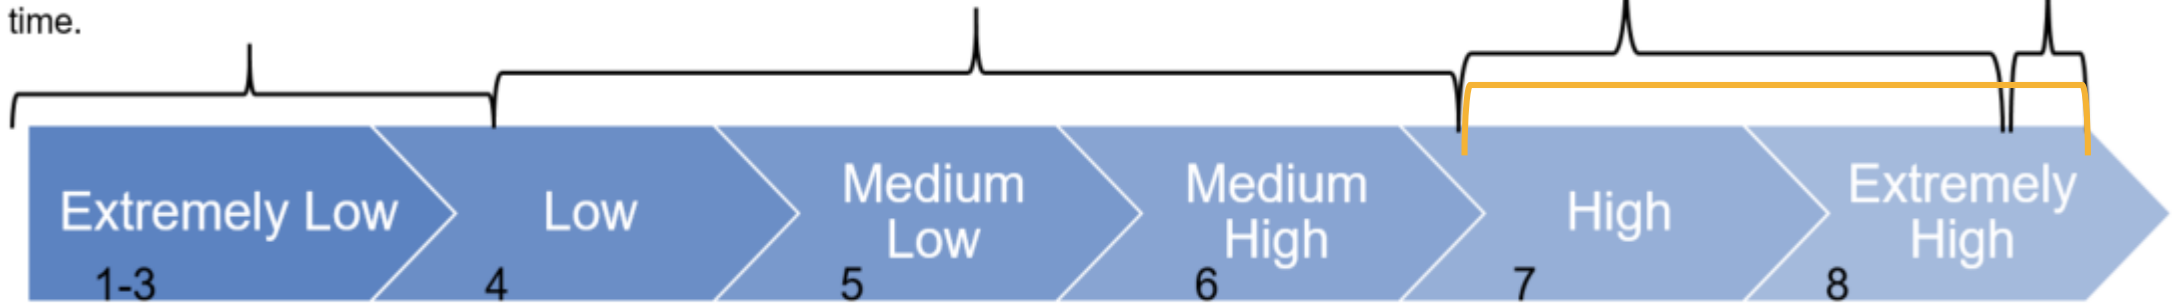 time.
Extremely Low
Low
Medium
Low
Medium
High
High
Extremely
High
1-3
4
5
6
7
8